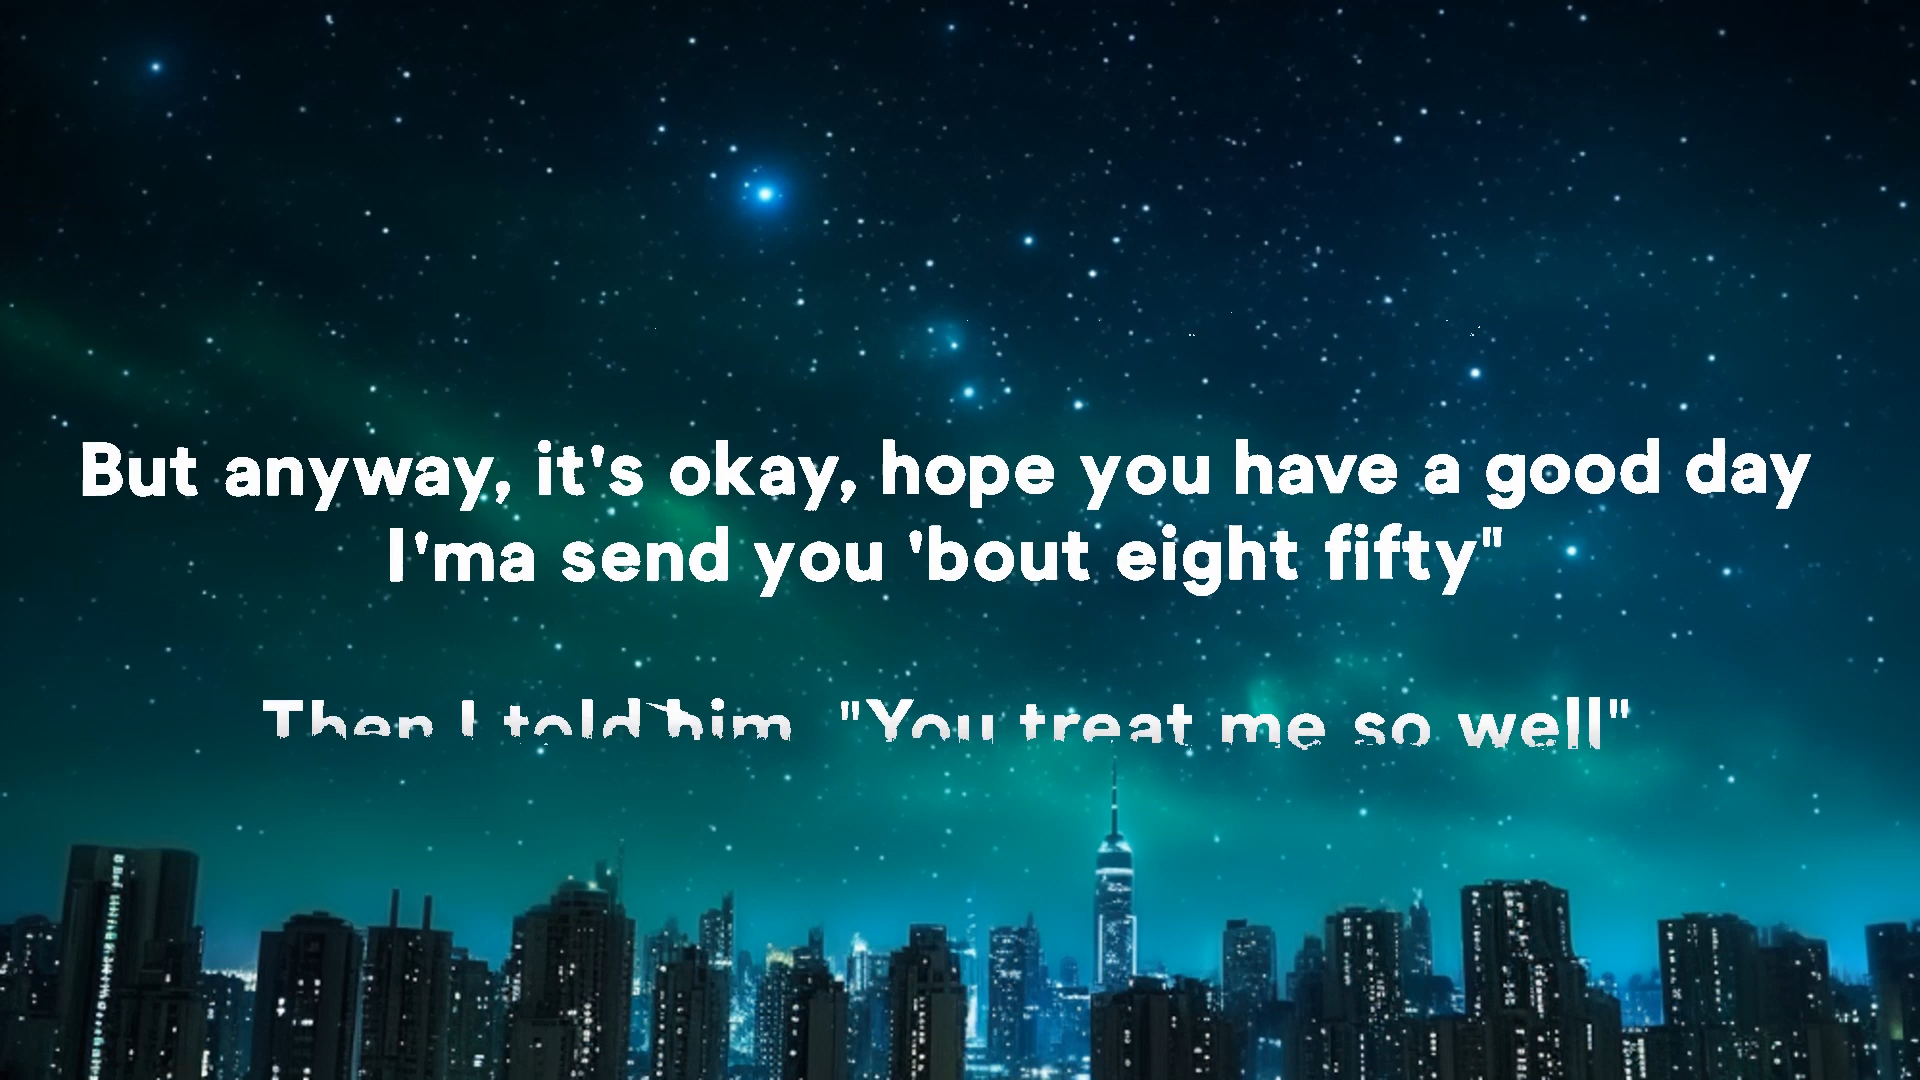 But anyway, it's okay, hope you have a good day
I'ma send you 'bout eight fifty"
Then I told him, "You treat me so well"